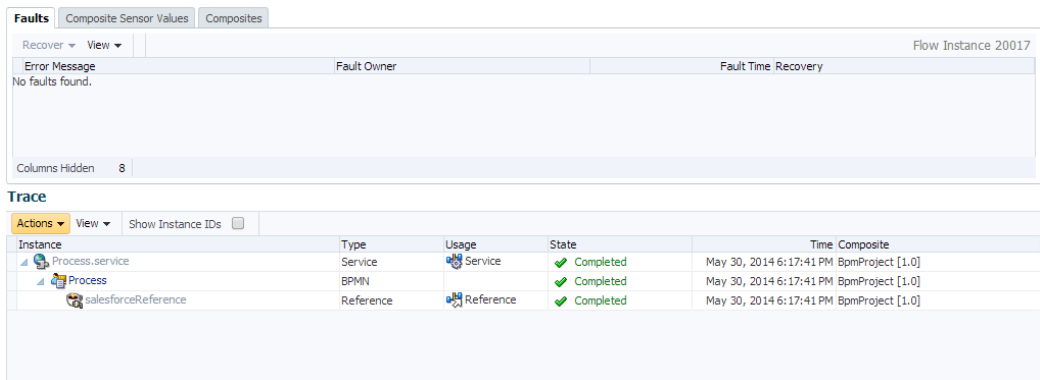 Faults Composite Sensor Values Composites
Recover View Flow Instance 20017
Error Message Fault Owner Fault Time Recovery
No faults found.
Columns Hidden 8
Trace
Actions View Show Instance IDs
Instance Type Usage State Time Composite
Process.service Service Service Completed May 30, 2014 6:17:41 PM BpmProject [1.0]
Process BPMN Completed May 30, 2014 6:17:41 PM BpmProject [1.0]
salesforceReference Reference Reference Completed May 30, 2014 6:17:41 PM BpmProject [1.0]